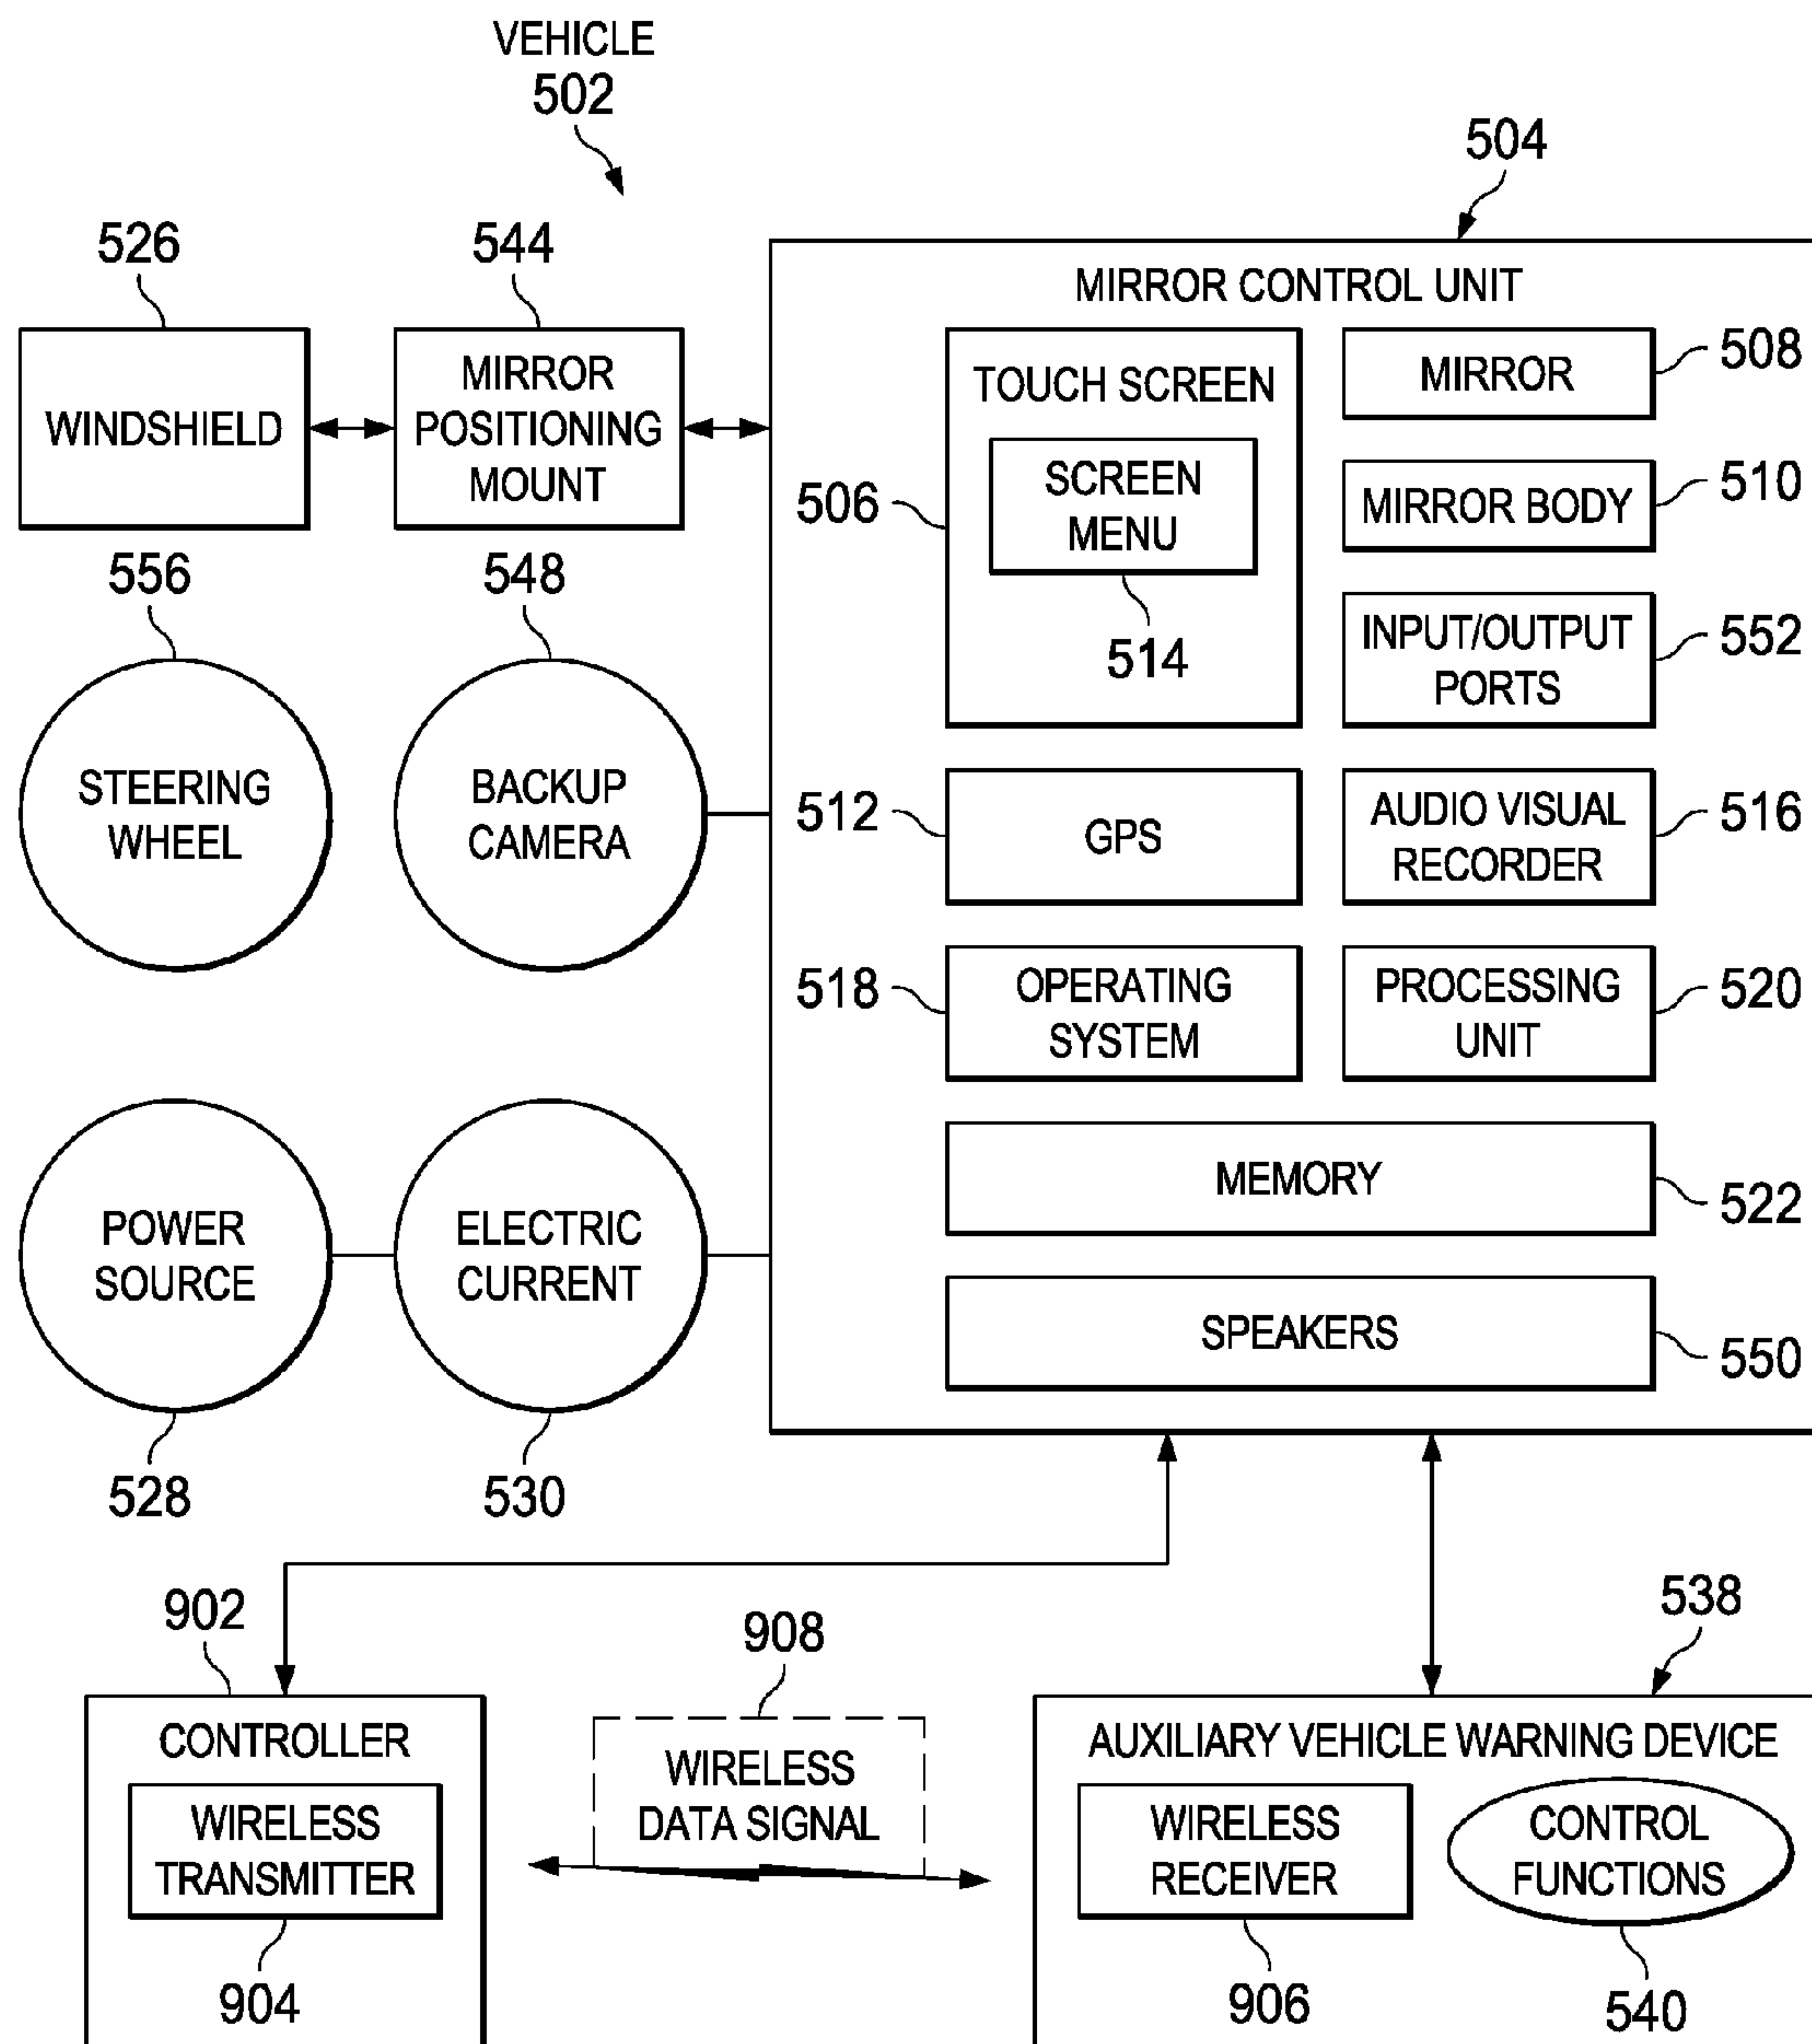 VEHICLE
502
504
526
544
WINDSHIELD
MIRROR
POSITIONING
MOUNT
556
548
STEERING
WHEEL
BACKUP
CAMERA
POWER
SOURCE
ELECTRIC
CURRENT
528
530
MIRROR CONTROL UNIT
TOUCH SCREEN
SCREEN
MENU
506
514
MIRROR
508
MIRROR BODY
510
INPUT/OUTPUT
PORTS
552
512
GPS
AUDIO VISUAL
RECORDER
516
518
OPERATING
SYSTEM
PROCESSING
UNIT
520
MEMORY
522
SPEAKERS
550
902
CONTROLLER
WIRELESS
TRANSMITTER
904
908
WIRELESS
DATA SIGNAL
538
AUXILIARY VEHICLE WARNING DEVICE
WIRELESS
RECEIVER
906
CONTROL
FUNCTIONS
540